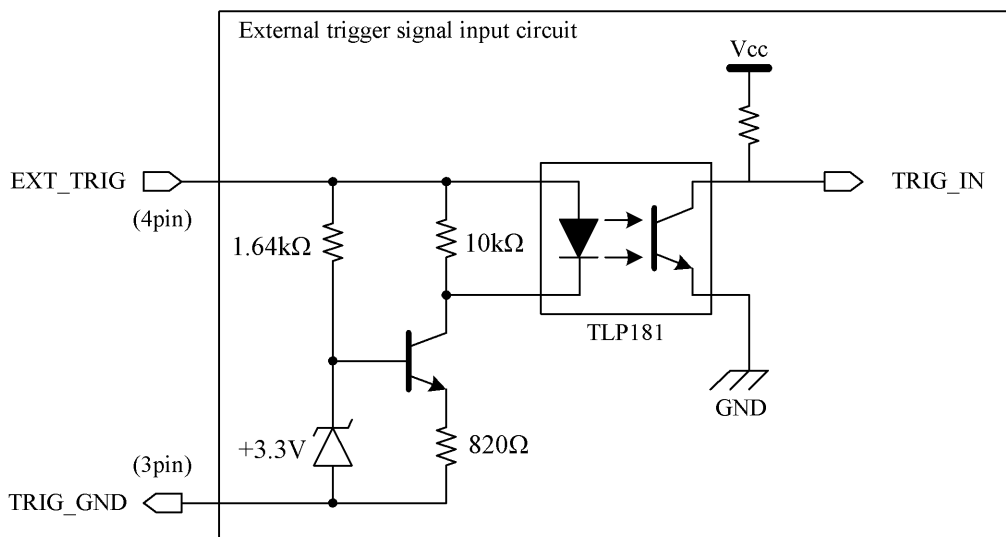 External trigger signal input circuit
Vcc
EXT_TRIG
(4pin)
1.64kΩ
10kΩ
TRIG_IN
TLP181
GND
+3.3V
820Ω
(3pin)
TRIG_GND